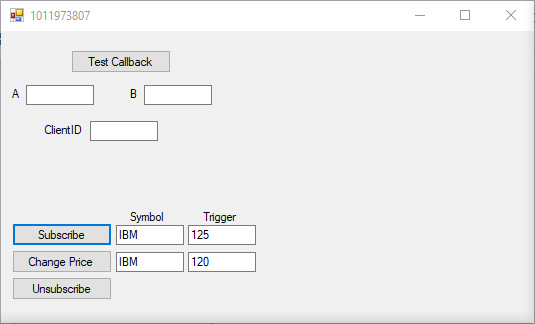 1011973807
Test Callback
A B
ClientID
Symbol Trigger
Subscribe IBM 125
Change Price IBM 120
Unsubscribe